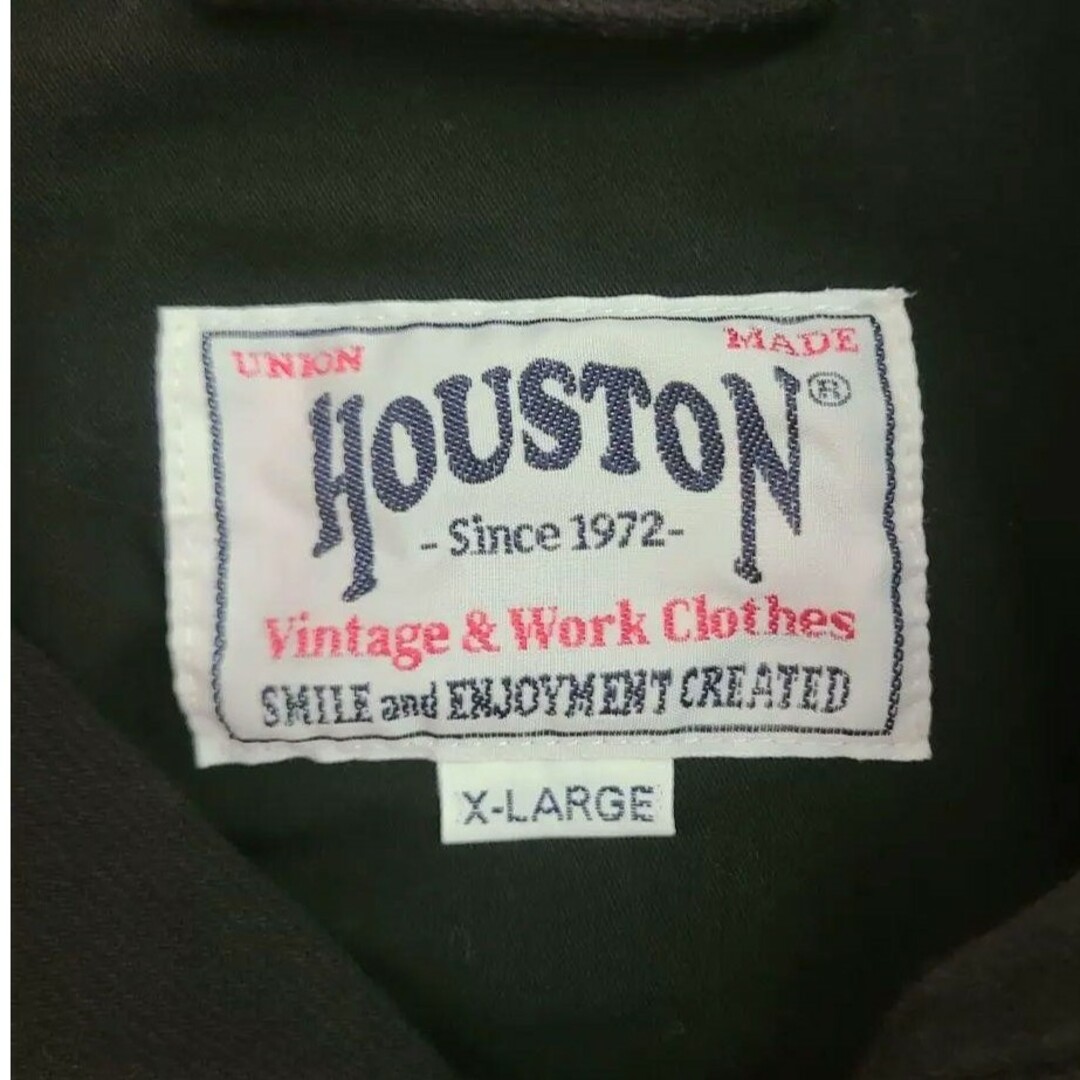 UNION MADE
HOUSTON®
- Since 1972-
Vintage & Work Clothes
SMILE and ENJOYMENT CREATED
X-LARGE